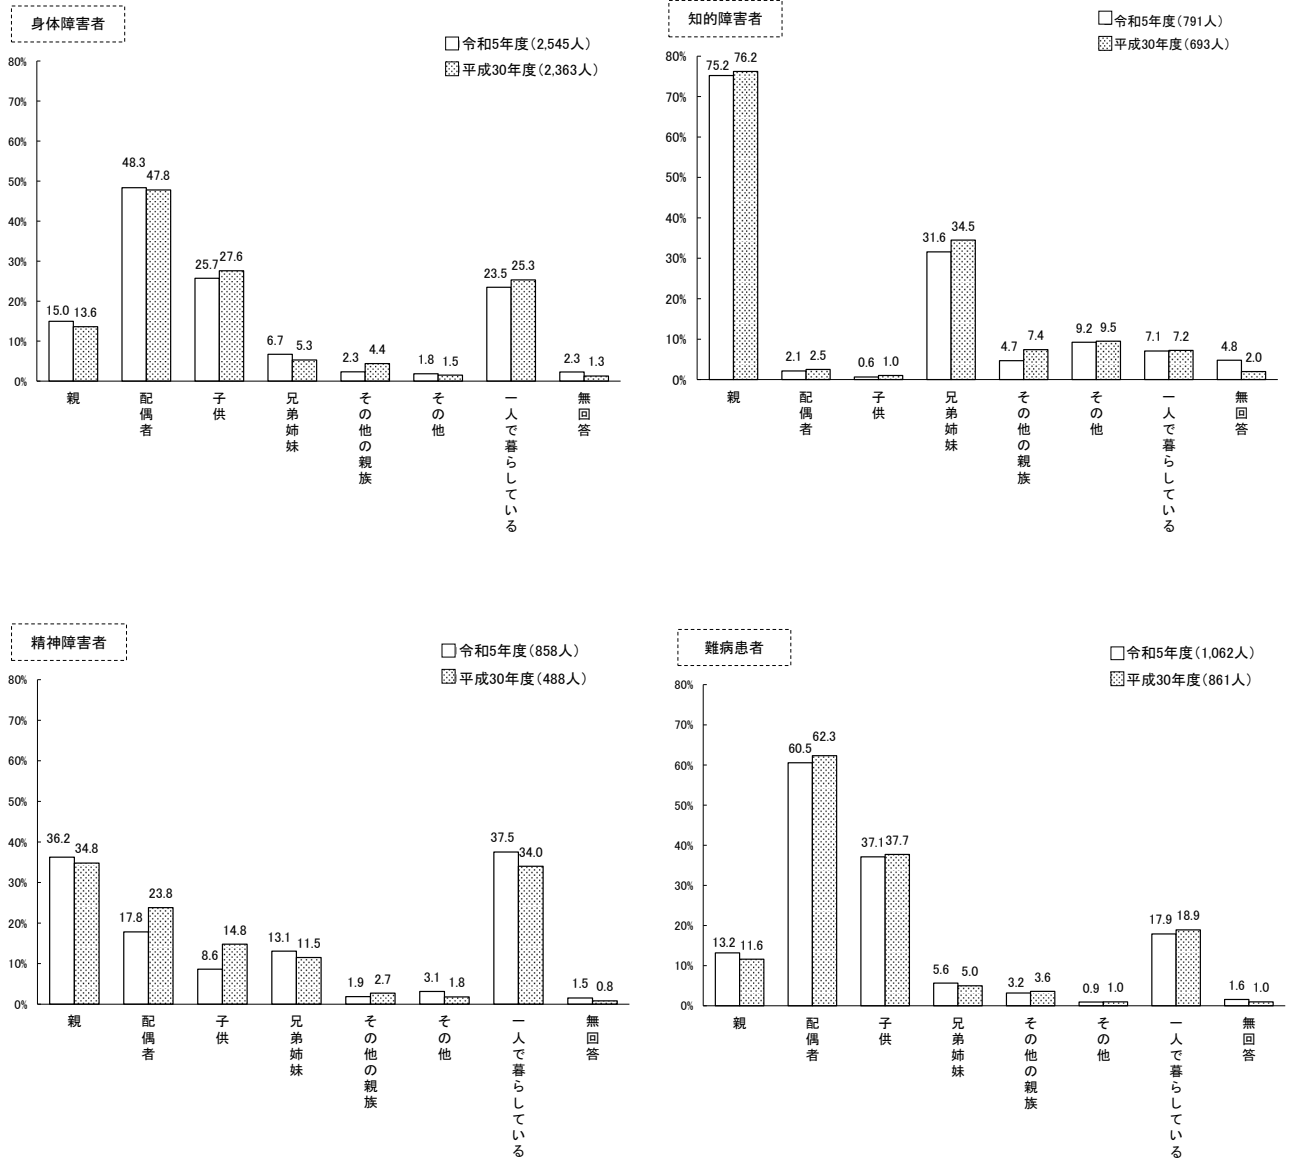 身体障害者
令和5年度(2,545人)
平成30年度(2,363人)
80%
70%
60%
50%
40%
30%
20%
10%
0%
15.0 13.6
48.3 47.8
25.7 27.6
6.7 5.3
2.3 4.4
1.8 1.5
23.5 25.3
2.3 1.3
親
配偶者
子供
兄弟姉妹
その他の親族
その他
一人で暮らしている
無回答
知的障害者
令和5年度(791人)
平成30年度(693人)
80%
70%
60%
50%
40%
30%
20%
10%
0%
75.2 76.2
2.1 2.5
0.6 1.0
31.6 34.5
4.7 7.4
9.2 9.5
7.1 7.2
4.8 2.0
親
配偶者
子供
兄弟姉妹
その他の親族
その他
一人で暮らしている
無回答
精神障害者
令和5年度(858人)
平成30年度(488人)
80%
70%
60%
50%
40%
30%
20%
10%
0%
36.2 34.8
17.8 23.8
8.6 14.8
13.1 11.5
1.9 2.7
3.1 1.8
37.5 34.0
1.5 0.8
親
配偶者
子供
兄弟姉妹
その他の親族
その他
一人で暮らしている
無回答
難病患者
令和5年度(1,062人)
平成30年度(861人)
80%
70%
60%
50%
40%
30%
20%
10%
0%
13.2 11.6
60.5 62.3
37.1 37.7
5.6 5.0
3.2 3.6
0.9 1.0
17.9 18.9
1.6 1.0
親
配偶者
子供
兄弟姉妹
その他の親族
その他
一人で暮らしている
無回答